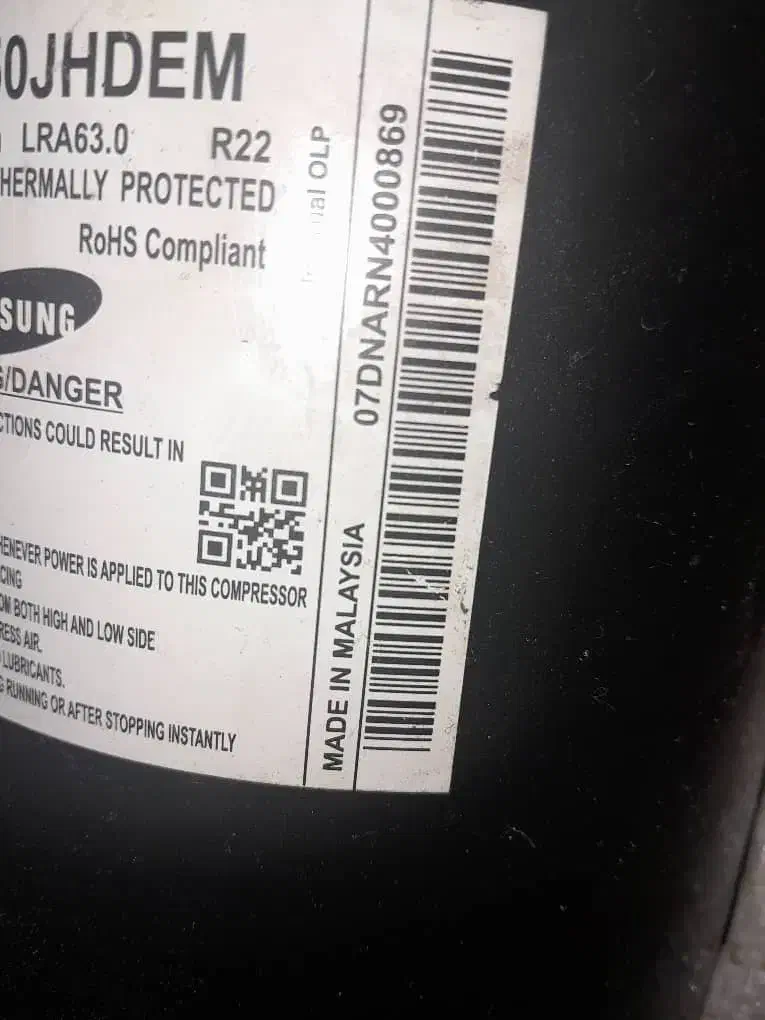 0JHDEM
LRA63.0 R22
HERMALLY PROTECTED
RoHS Compliant
SUNG
/DANGER
CTIONS COULD RESULT IN
HENEVER POWER IS APPLIED TO THIS COMPRESSOR
CING
OM BOTH HIGH AND LOW SIDE
RESS AIR.
LUBRICANTS.
G RUNNING OR AFTER STOPPING INSTANTLY
OLP
MADE IN MALAYSIA
07DNARN4000869